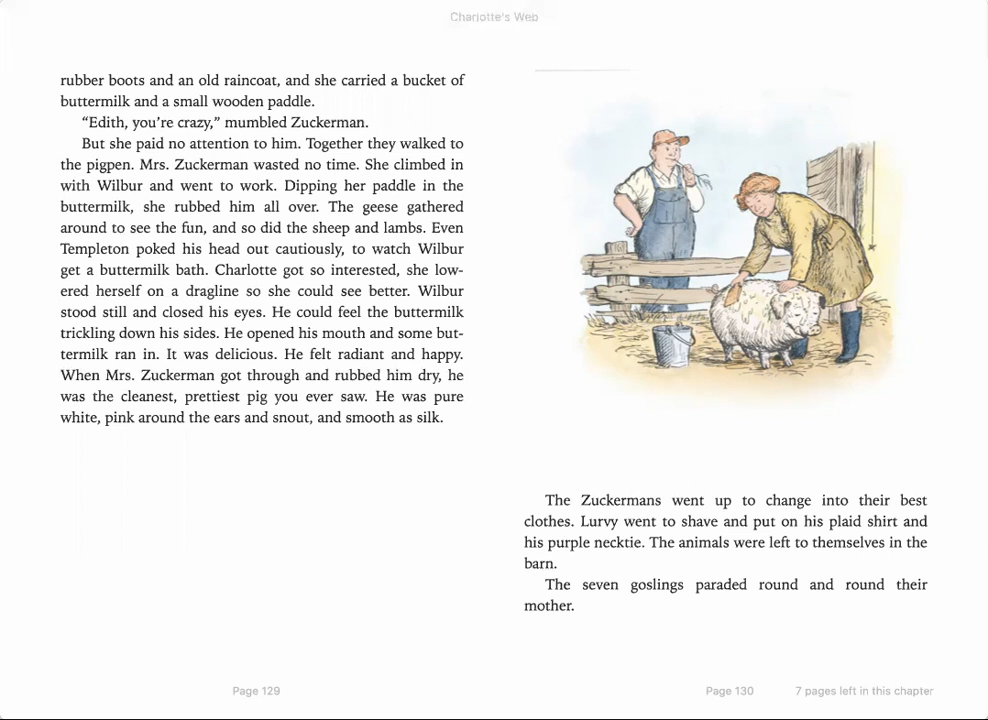 Charlotte's Web
rubber boots and an old raincoat, and she carried a bucket of
buttermilk and a small wooden paddle.
“Edith, you’re crazy,” mumbled Zuckerman.
But she paid no attention to him. Together they walked to
the pigpen. Mrs. Zuckerman wasted no time. She climbed in
with Wilbur and went to work. Dipping her paddle in the
buttermilk, she rubbed him all over. The geese gathered
around to see the fun, and so did the sheep and lambs. Even
Templeton poked his head out cautiously, to watch Wilbur
get a buttermilk bath. Charlotte got so interested, she low-
ered herself on a dragline so she could see better. Wilbur
stood still and closed his eyes. He could feel the buttermilk
trickling down his sides. He opened his mouth and some but-
termilk ran in. It was delicious. He felt radiant and happy.
When Mrs. Zuckerman got through and rubbed him dry, he
was the cleanest, prettiest pig you ever saw. He was pure
white, pink around the ears and snout, and smooth as silk.
The Zuckermans went up to change into their best
clothes. Lurvy went to shave and put on his plaid shirt and
his purple necktie. The animals were left to themselves in the
barn.
The seven goslings paraded round and round their
mother.
Page 129
Page 130
7 pages left in this chapter